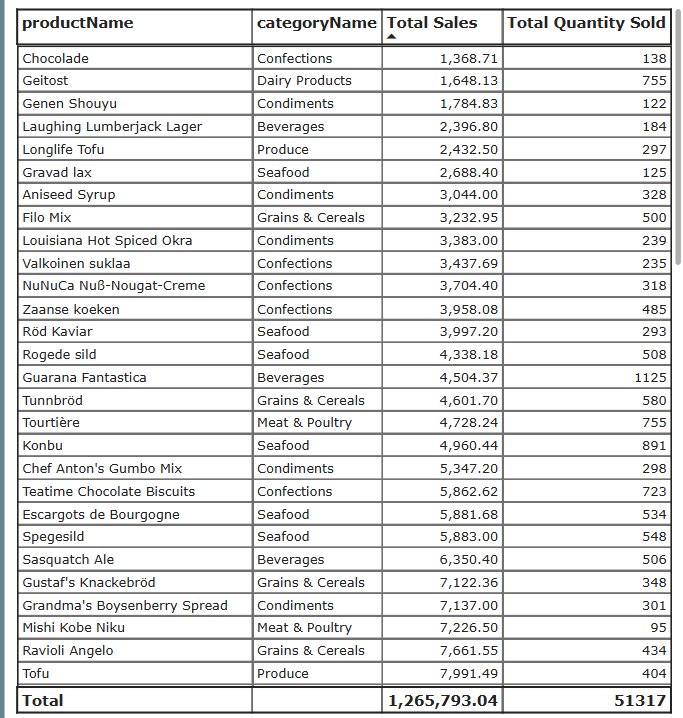 productName categoryName Total Sales Total Quantity Sold
Chocolade Confections 1,368.71 138
Geitost Dairy Products 1,648.13 755
Genen Shouyu Condiments 1,784.83 122
Laughing Lumberjack Lager Beverages 2,396.80 184
Longlife Tofu Produce 2,432.50 297
Gravad lax Seafood 2,688.40 125
Aniseed Syrup Condiments 3,044.00 328
Filo Mix Grains & Cereals 3,232.95 500
Louisiana Hot Spiced Okra Condiments 3,383.00 239
Valkoinen suklaa Confections 3,437.69 235
NuNuCa Nuß-Nougat-Creme Confections 3,704.40 318
Zaanse koeken Confections 3,958.08 485
Röd Kaviar Seafood 3,997.20 293
Rogede sild Seafood 4,338.18 508
Guarana Fantastica Beverages 4,504.37 1125
Tunnbröd Grains & Cereals 4,601.70 580
Tourtière Meat & Poultry 4,728.24 755
Konbu Seafood 4,960.44 891
Chef Anton's Gumbo Mix Condiments 5,347.20 298
Teatime Chocolate Biscuits Confections 5,862.62 723
Escargots de Bourgogne Seafood 5,881.68 534
Spegesild Seafood 5,883.00 548
Sasquatch Ale Beverages 6,350.40 506
Gustaf's Knackebröd Grains & Cereals 7,122.36 348
Grandma's Boysenberry Spread Condiments 7,137.00 301
Mishi Kobe Niku Meat & Poultry 7,226.50 95
Ravioli Angelo Grains & Cereals 7,661.55 434
Tofu Produce 7,991.49 404
Total 1,265,793.04 51317